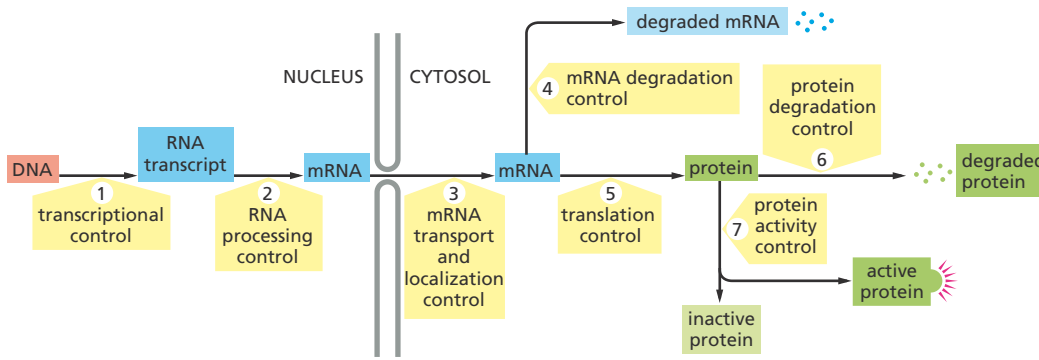 degraded mRNA
NUCLEUS
CYTOSOL
4
mRNA degradation
control
protein
degradation
control
6
RNA
transcript
DNA
mRNA
mRNA
protein
degraded
protein
1
transcriptional
control
2
RNA
processing
control
3
mRNA
transport
and
localization
control
5
translation
control
7
protein
activity
control
active
protein
inactive
protein